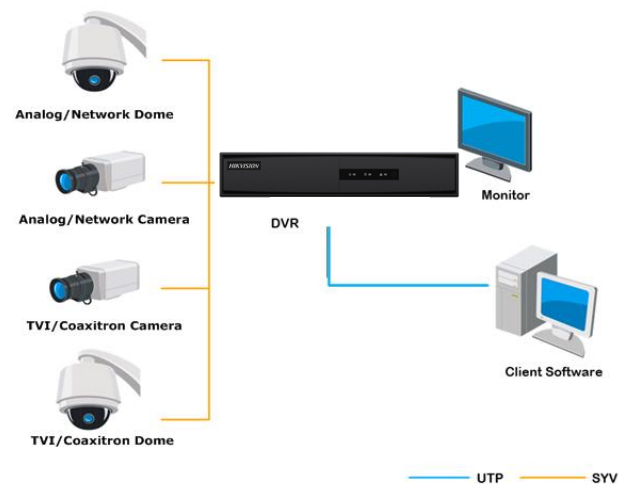 Analog/Network Dome
HIKVISION
Monitor
Analog/Network Camera
DVR
TVI/Coaxitron Camera
Client Software
TVI/Coaxitron Dome
UTP
SYV